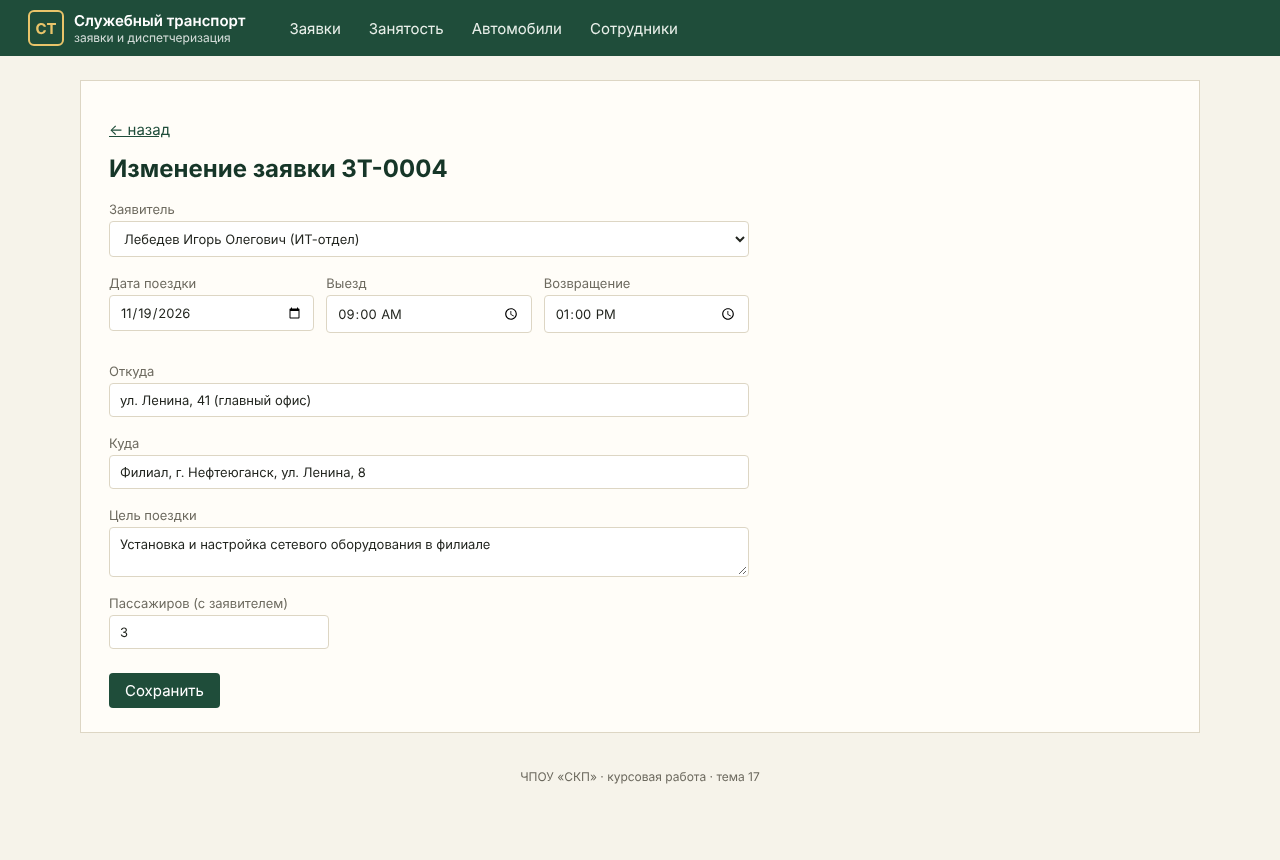 СТ
Служебный транспорт
заявки и диспетчеризация
Заявки Занятость Автомобили Сотрудники
← назад
Изменение заявки ЗТ-0004
Заявитель
Лебедев Игорь Олегович (ИТ-отдел)
Дата поездки Выезд Возвращение
11/19/2026 09:00 AM 01:00 PM
Откуда
ул. Ленина, 41 (главный офис)
Куда
Филиал, г. Нефтеюганск, ул. Ленина, 8
Цель поездки
Установка и настройка сетевого оборудования в филиале
Пассажиров (с заявителем)
3
Сохранить
ЧПОУ «СКП» · курсовая работа · тема 17